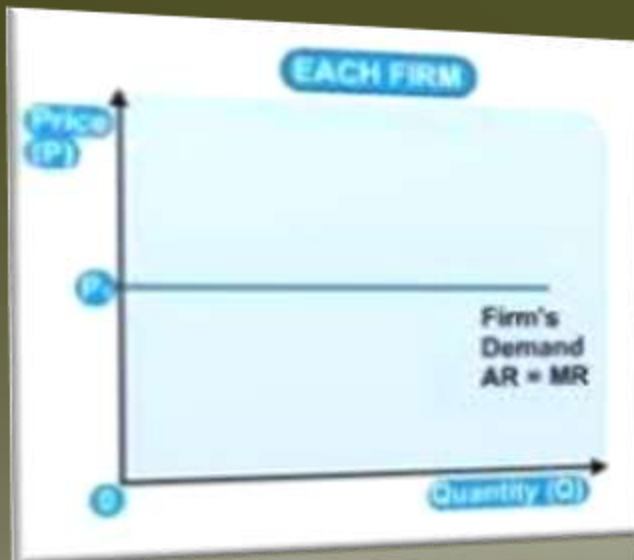 EACH FIRM
Price
(P)
P
Firm's
Demand
AR = MR
0
Quantity (Q)